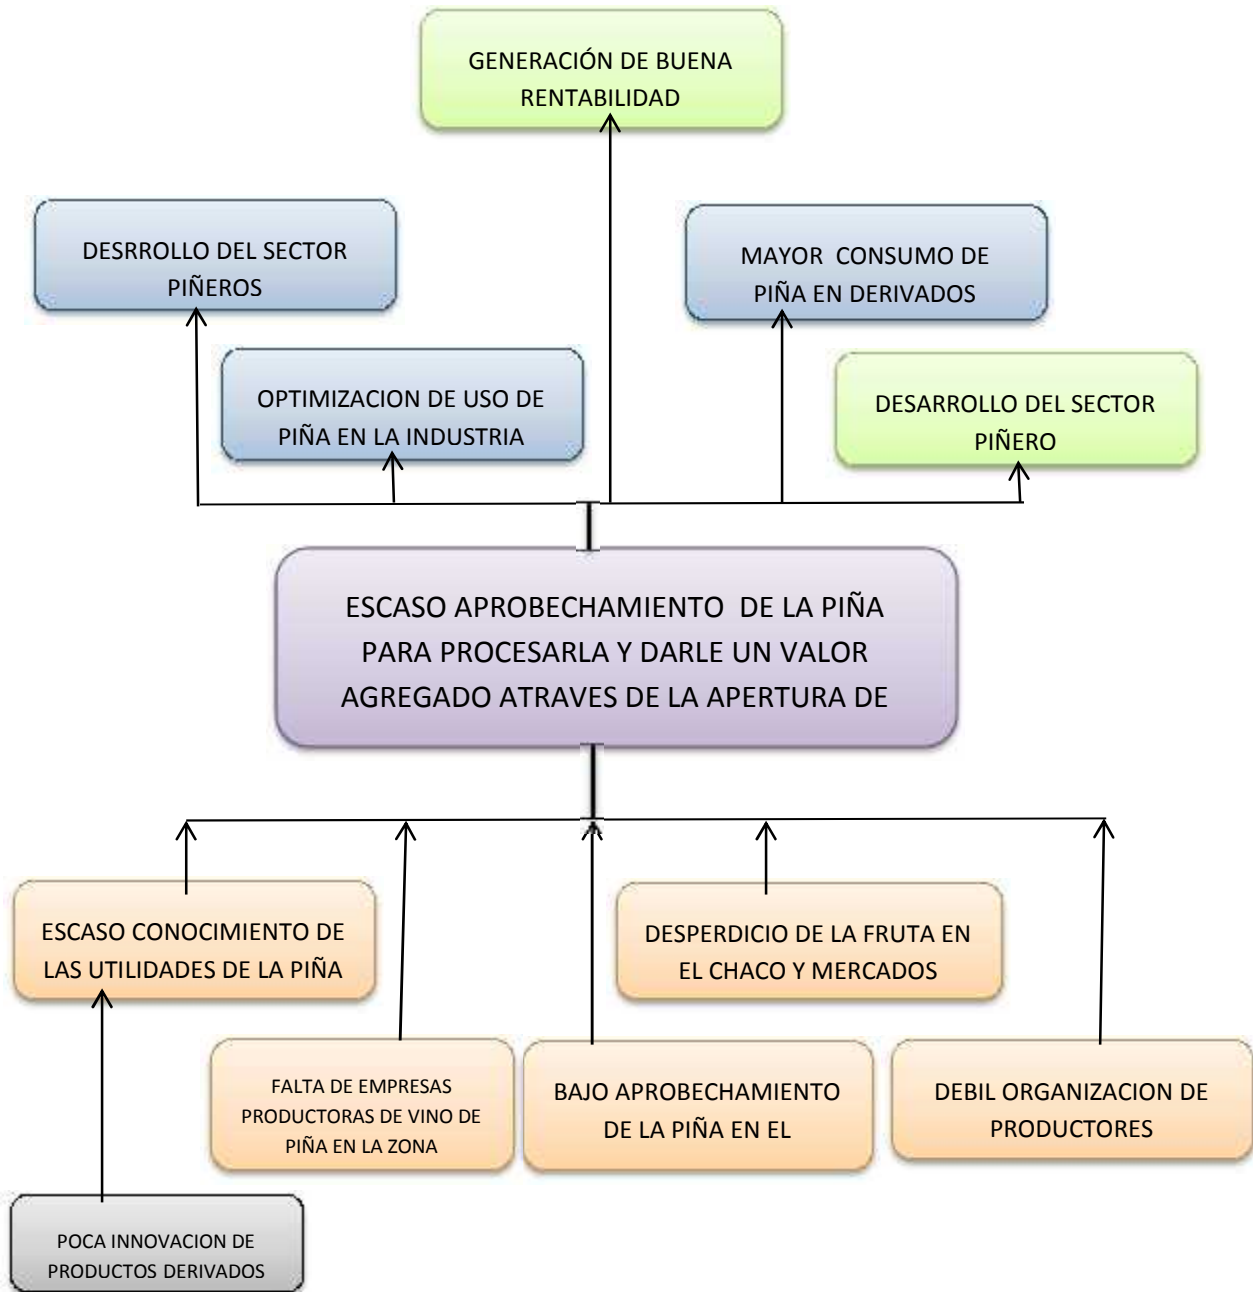 GENERACIÓN DE BUENA
RENTABILIDAD
DESRROLLO DEL SECTOR
PIÑEROS
MAYOR  CONSUMO DE
PIÑA EN DERIVADOS
OPTIMIZACION DE USO DE
PIÑA EN LA INDUSTRIA
DESARROLLO DEL SECTOR
PIÑERO
ESCASO APROBECHAMIENTO  DE LA PIÑA
PARA PROCESARLA Y DARLE UN VALOR
AGREGADO ATRAVES DE LA APERTURA DE
ESCASO CONOCIMIENTO DE
LAS UTILIDADES DE LA PIÑA
DESPERDICIO DE LA FRUTA EN
EL CHACO Y MERCADOS
FALTA DE EMPRESAS
PRODUCTORAS DE VINO DE
PIÑA EN LA ZONA
BAJO APROBECHAMIENTO
DE LA PIÑA EN EL
DEBIL ORGANIZACION DE
PRODUCTORES
POCA INNOVACION DE
PRODUCTOS DERIVADOS